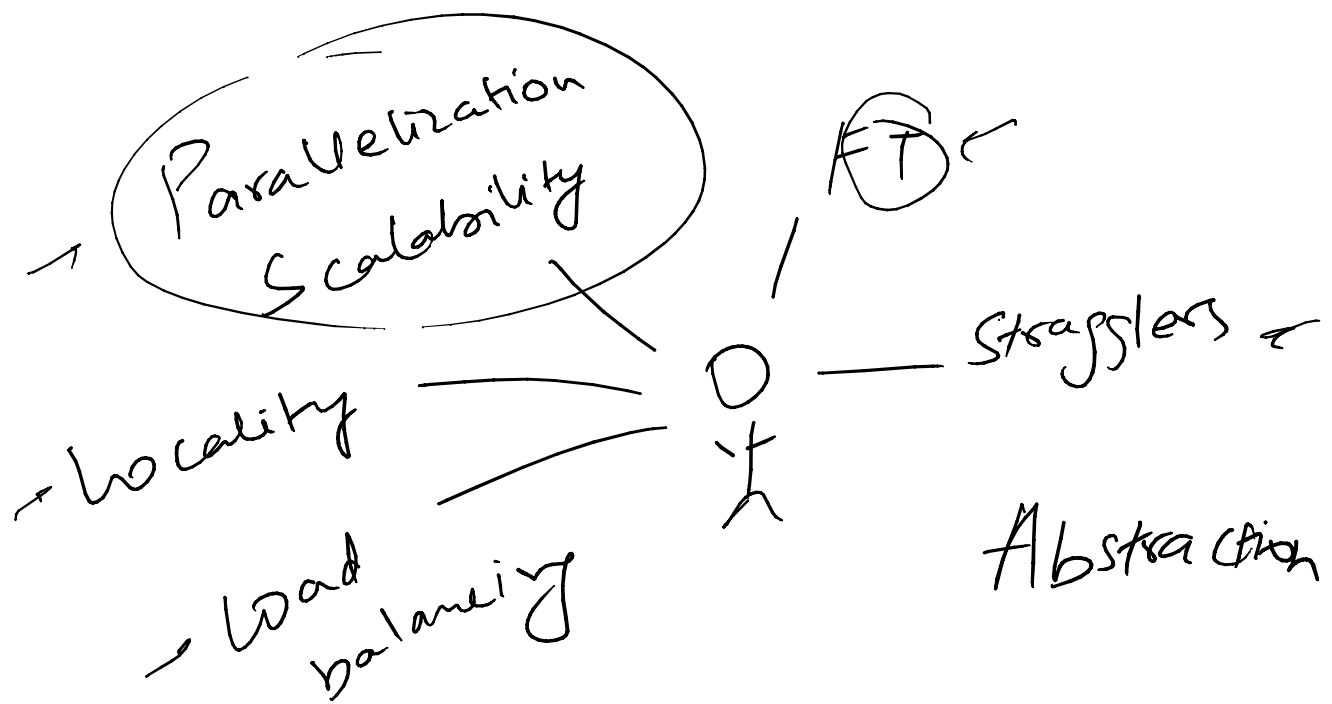 Parallelization
Scalability
FT
Stragglers
Locality
Load
balancing
Abstraction